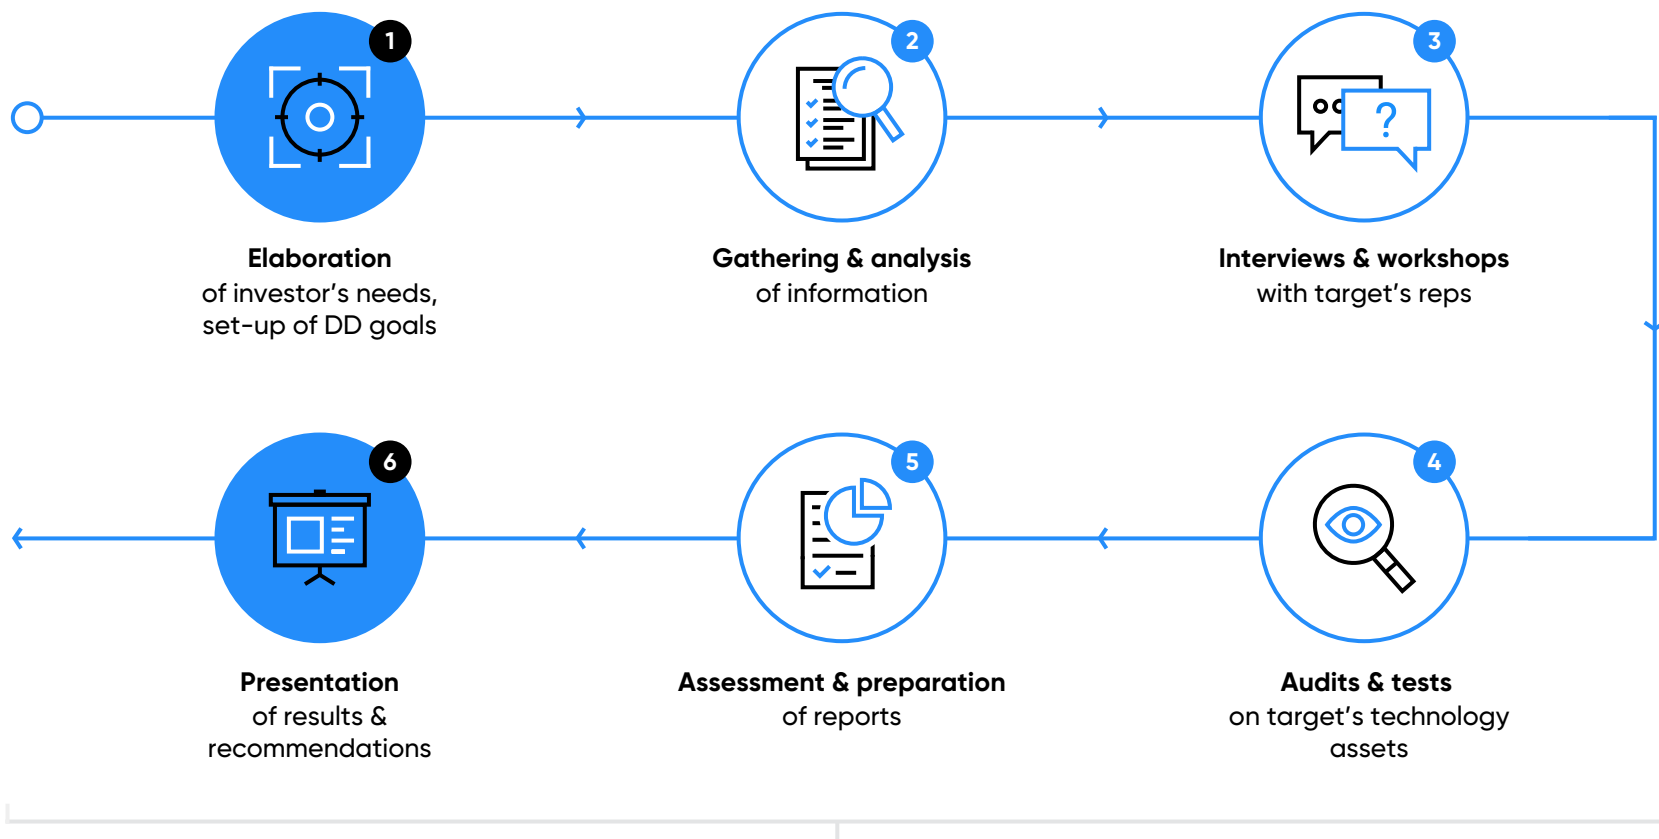 1
Elaboration
of investor's needs,
set-up of DD goals
2
Gathering & analysis
of information
3
?
Interviews & workshops
with target's reps
4
Audits & tests
on target's technology
assets
5
Assessment & preparation
of reports
6
Presentation
of results &
recommendations